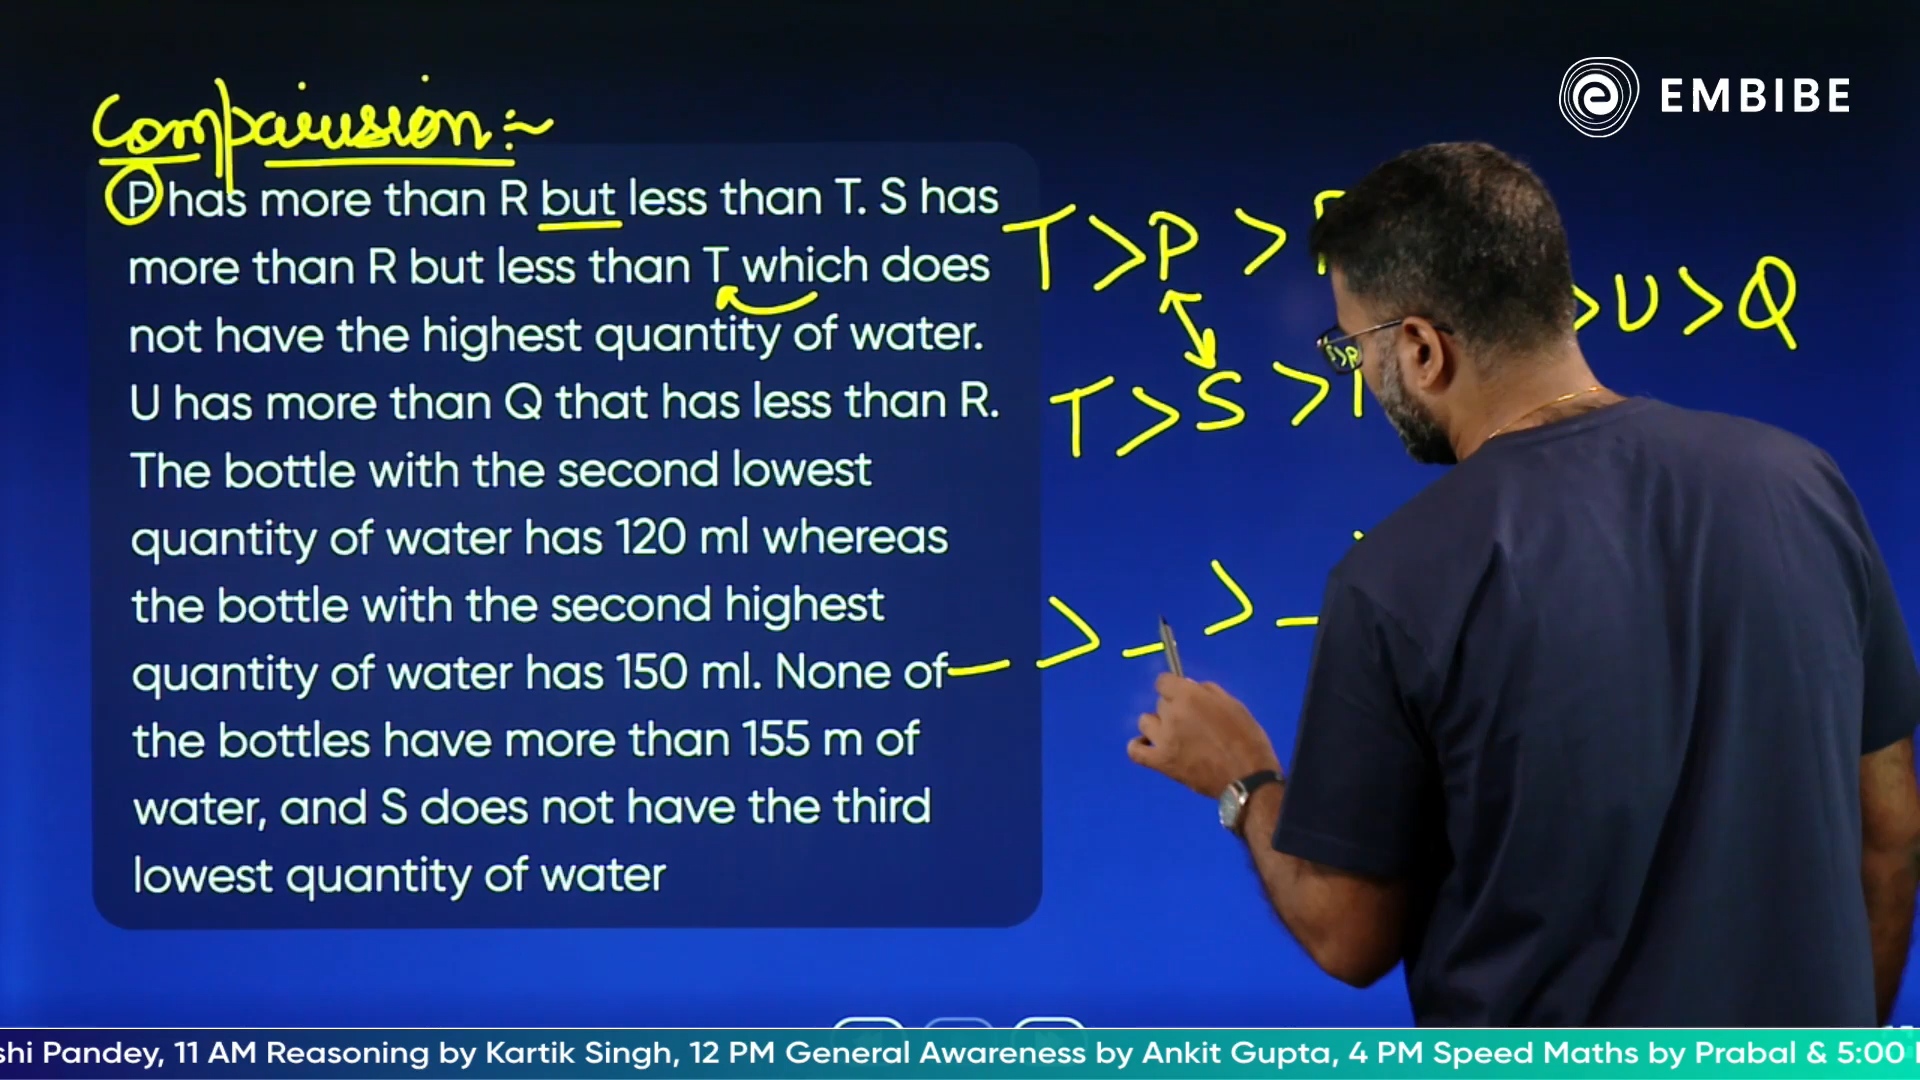 EMBIBE
Compairusion :~
P has more than R but less than T. S has
more than R but less than T which does
not have the highest quantity of water.
U has more than Q that has less than R.
The bottle with the second lowest
quantity of water has 120 ml whereas
the bottle with the second highest
quantity of water has 150 ml. None of
the bottles have more than 155 m of
water, and S does not have the third
lowest quantity of water
T > P >
> U > Q
T > S >
_ > _ > _
shi Pandey, 11 AM Reasoning by Kartik Singh, 12 PM General Awareness by Ankit Gupta, 4 PM Speed Maths by Prabal & 5:00